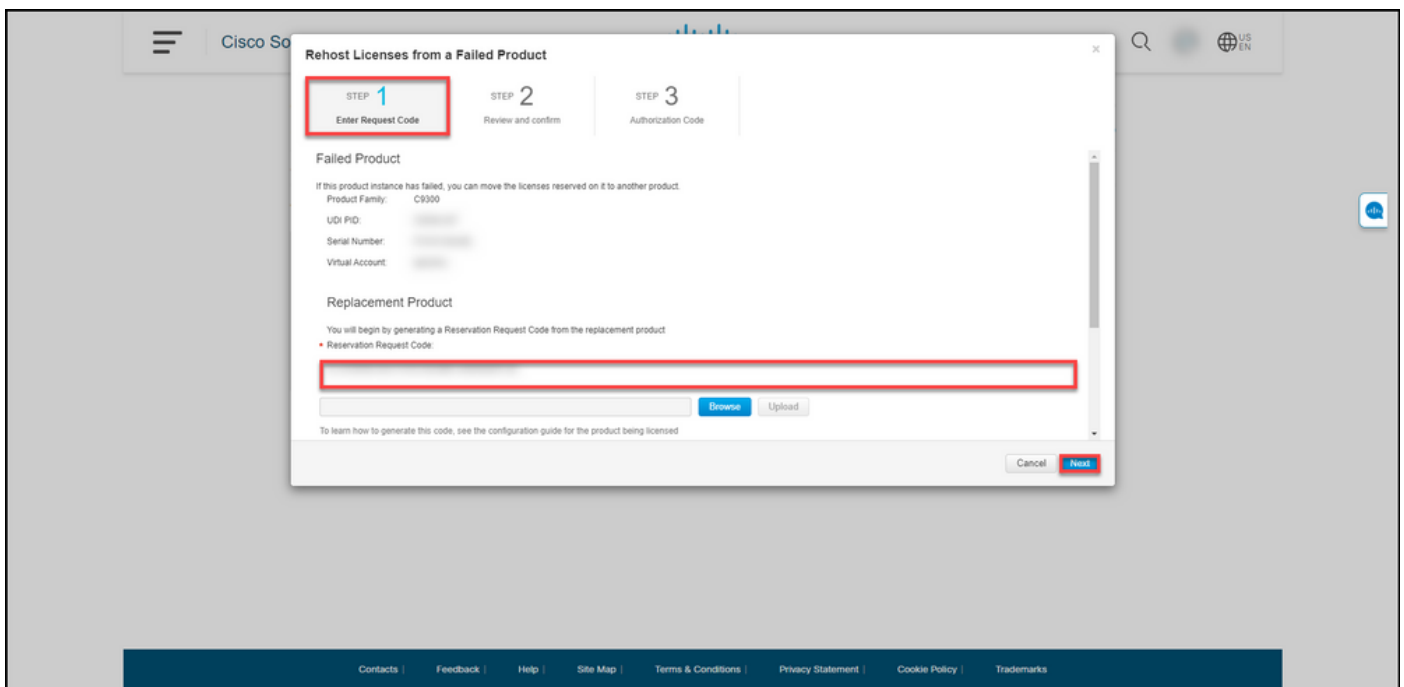 Cisco So
US
EN
Rehost Licenses from a Failed Product
×
STEP 1
Enter Request Code
STEP 2
Review and confirm
STEP 3
Authorization Code
Failed Product
If this product instance has failed, you can move the licenses reserved on it to another product.
Product Family: C9300
UDI PID:
Serial Number:
Virtual Account:
Replacement Product
You will begin by generating a Reservation Request Code from the replacement product
* Reservation Request Code:
Browse Upload
To learn how to generate this code, see the configuration guide for the product being licensed
Cancel Next
Contacts | Feedback | Help | Site Map | Terms & Conditions | Privacy Statement | Cookie Policy | Trademarks